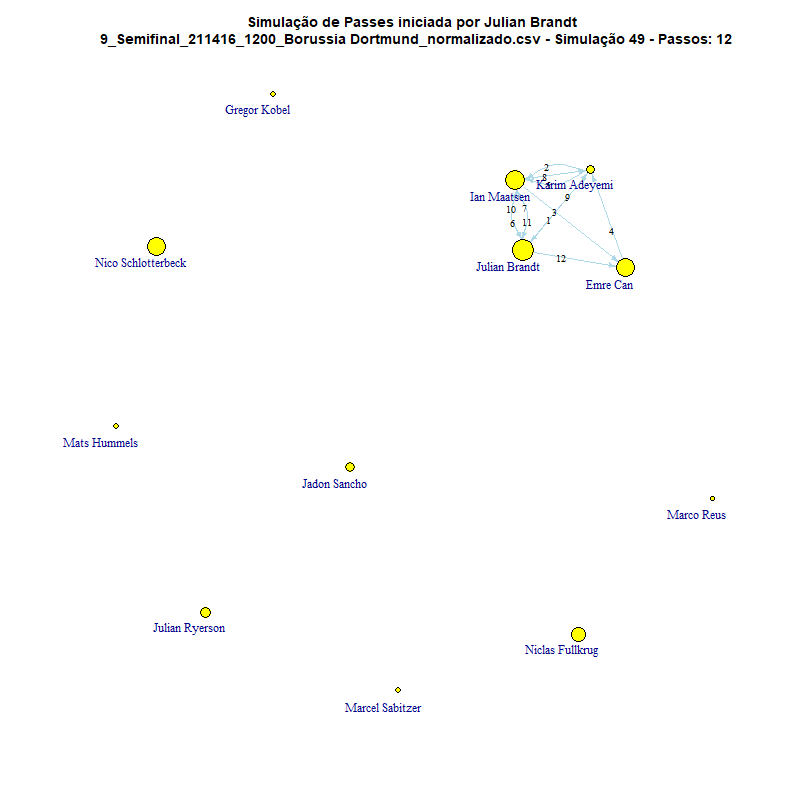 Simulação de Passes iniciada por Julian Brandt
9_Semifinal_211416_1200_Borussia Dortmund_normalizado.csv - Simulação 49 - Passos: 12
Gregor Kobel
2
8
Karim Adeyemi
Ian Maatsen
9
10
7
3
6
11
1
4
Nico Schlotterbeck
12
Julian Brandt
Emre Can
Mats Hummels
Jadon Sancho
Marco Reus
Julian Ryerson
Niclas Fullkrug
Marcel Sabitzer